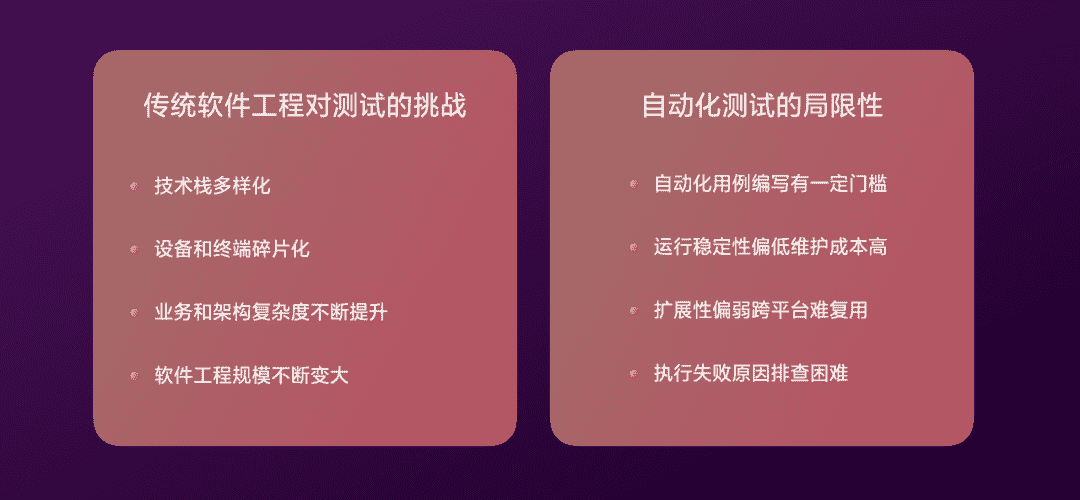 传统软件工程对测试的挑战
技术栈多样化
设备和终端碎片化
业务和架构复杂度不断提升
软件工程规模不断变大
自动化测试的局限性
自动化用例编写有一定门槛
运行稳定性偏低维护成本高
扩展性偏弱跨平台难复用
执行失败原因排查困难